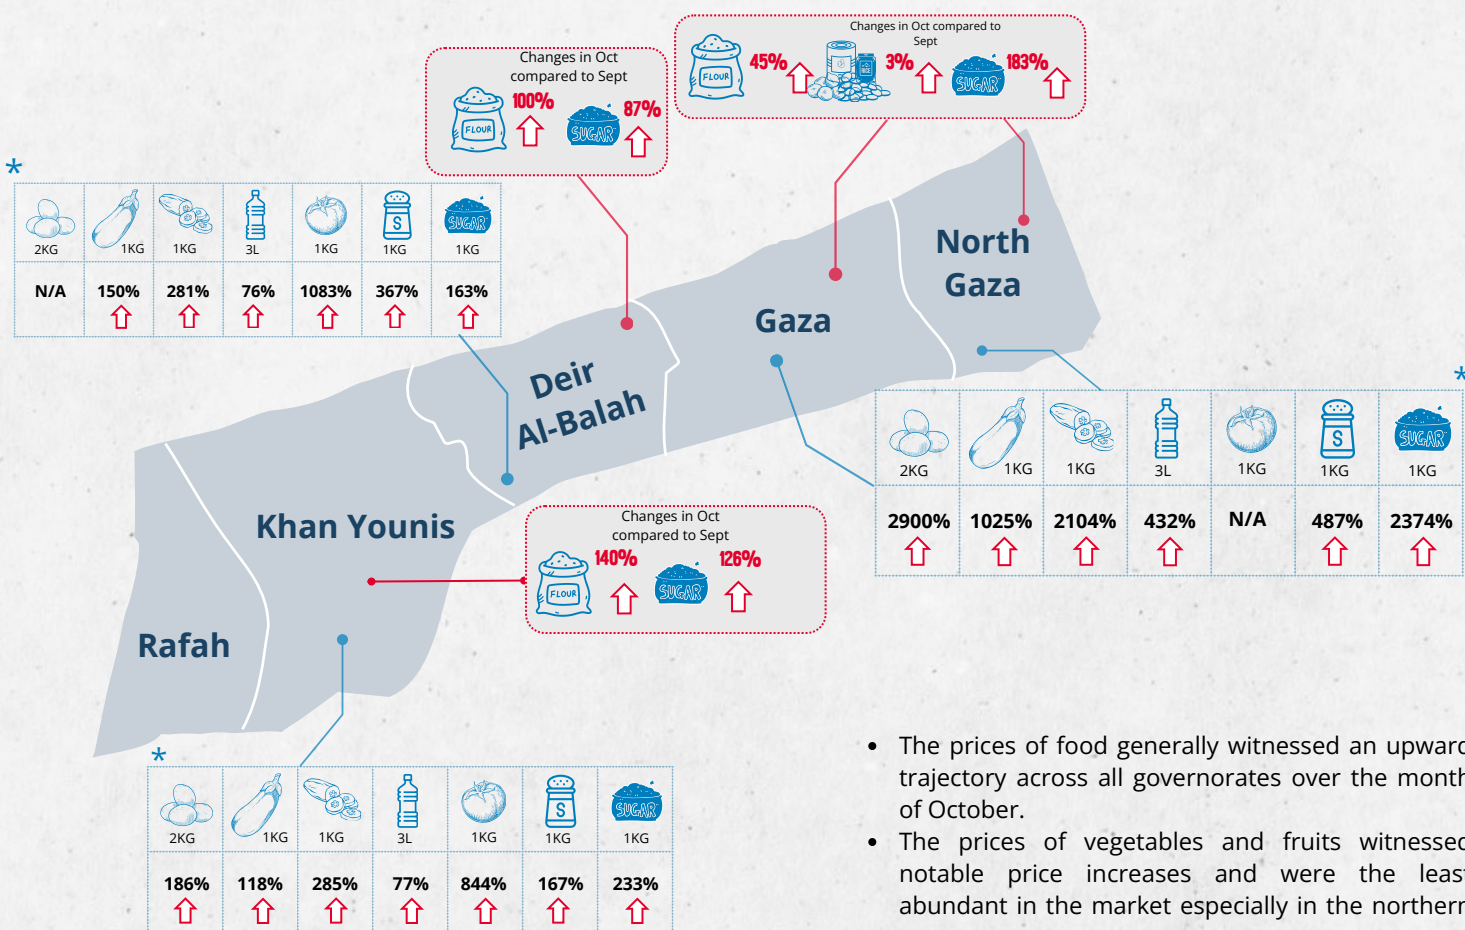 Changes in Oct compared to
Sept
45%
3%
183%
FLOUR
RICE
SUGAR
Changes in Oct
compared to Sept
100%
87%
FLOUR
SUGAR
*
S
SUGAR
2KG 1KG 1KG 3L 1KG 1KG 1KG
N/A 150% 281% 76% 1083% 367% 163%
North
Gaza
Gaza
Deir
Al-Balah
Khan Younis
Rafah
*
S
SUGAR
2KG 1KG 1KG 3L 1KG 1KG 1KG
2900% 1025% 2104% 432% N/A 487% 2374%
Changes in Oct
compared to Sept
140%
126%
FLOUR
SUGAR
*
S
SUGAR
2KG 1KG 1KG 3L 1KG 1KG 1KG
186% 118% 285% 77% 844% 167% 233%
• The prices of food generally witnessed an upward
trajectory across all governorates over the month
of October.
• The prices of vegetables and fruits witnessed
notable price increases and were the least
abundant in the market especially in the northern